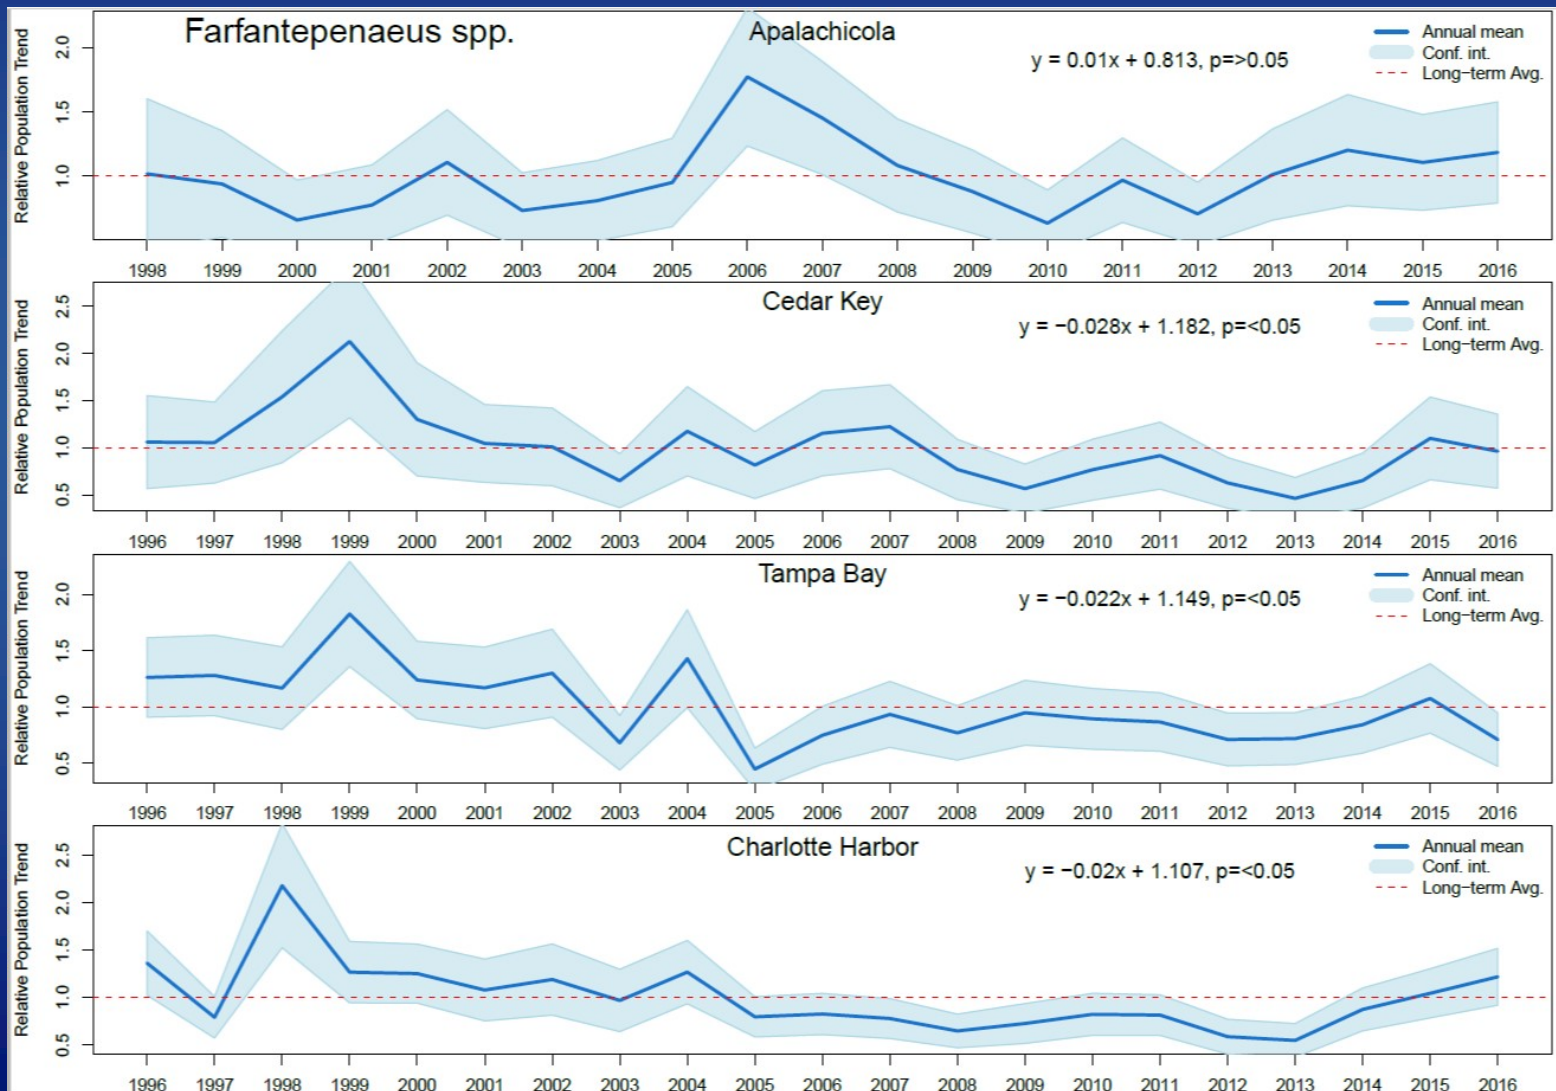 Farfantepenaeus spp.
Apalachicola
y = 0.01x + 0.813, p=>0.05
Annual mean
Conf. int.
Long−term Avg.
Relative Population Trend
2.0
1.5
1.0
1998 1999 2000 2001 2002 2003 2004 2005 2006 2007 2008 2009 2010 2011 2012 2013 2014 2015 2016
Cedar Key
y = −0.028x + 1.182, p=<0.05
Annual mean
Conf. int.
Long−term Avg.
Relative Population Trend
2.5
2.0
1.5
1.0
0.5
1996 1997 1998 1999 2000 2001 2002 2003 2004 2005 2006 2007 2008 2009 2010 2011 2012 2013 2014 2015 2016
Tampa Bay
y = −0.022x + 1.149, p=<0.05
Annual mean
Conf. int.
Long−term Avg.
Relative Population Trend
2.0
1.5
1.0
0.5
1996 1997 1998 1999 2000 2001 2002 2003 2004 2005 2006 2007 2008 2009 2010 2011 2012 2013 2014 2015 2016
Charlotte Harbor
y = −0.02x + 1.107, p=<0.05
Annual mean
Conf. int.
Long−term Avg.
Relative Population Trend
2.5
2.0
1.5
1.0
0.5
1996 1997 1998 1999 2000 2001 2002 2003 2004 2005 2006 2007 2008 2009 2010 2011 2012 2013 2014 2015 2016